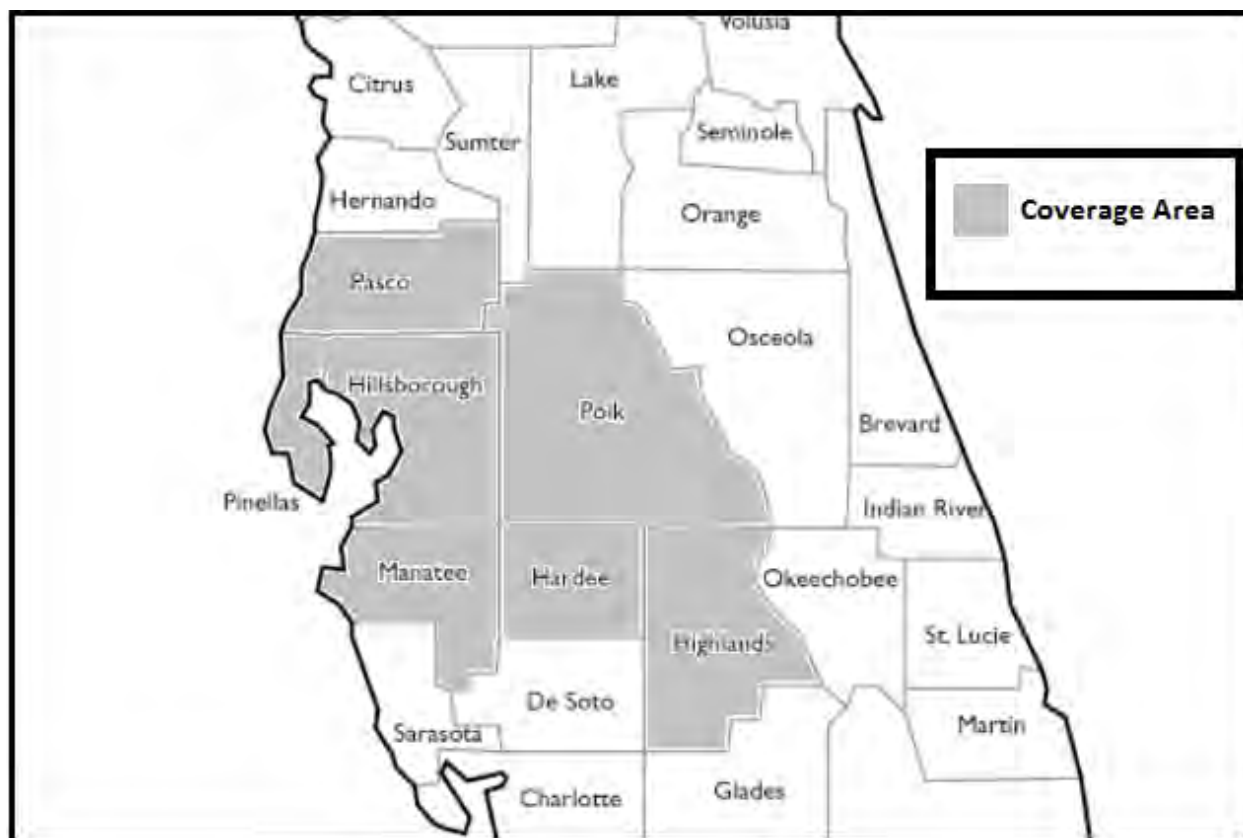 Volusia
Citrus
Lake
Sumter
Seminole
Hernando
Orange
Coverage Area
Pasco
Osceola
Hillsborough
Poik
Brevard
Pinellas
Indian River
Manatee
Hardee
Okeechobee
Highlands
St. Lucie
De Soto
Sarasota
Martin
Charlotte
Glades